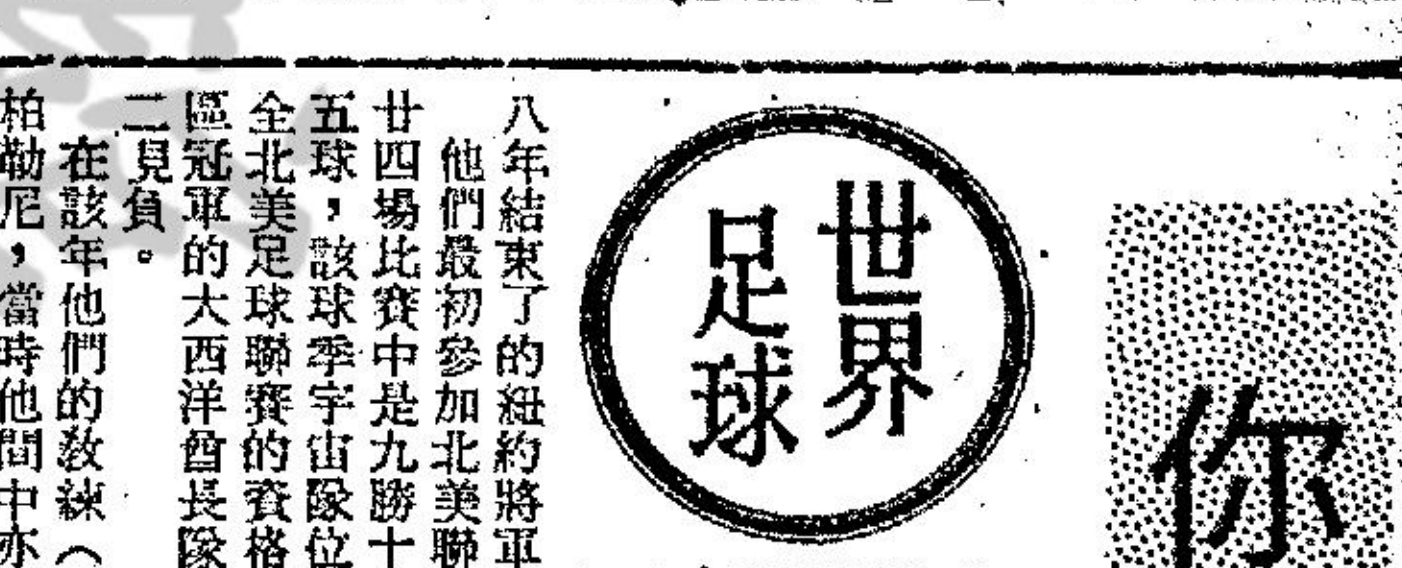 你
世界
足球
八年結束了的紐約將軍
他們最初參加北美聯
廿四場比賽中是九勝十
五球，該球季宇宙隊位
全北美足球聯賽的賽格
區冠軍的大西洋酋長隊
二見負。
在該年他們的教練（
柏勒尼，當時他間中亦